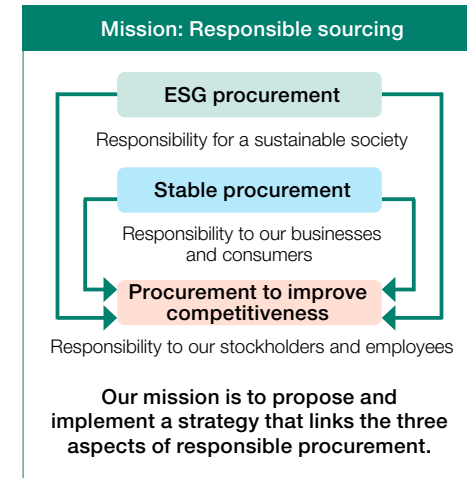 Mission: Responsible sourcing
ESG procurement
Responsibility for a sustainable society
Stable procurement
Responsibility to our businesses
and consumers
Procurement to improve
competitiveness
Responsibility to our stockholders and employees
Our mission is to propose and
implement a strategy that links the three
aspects of responsible procurement.